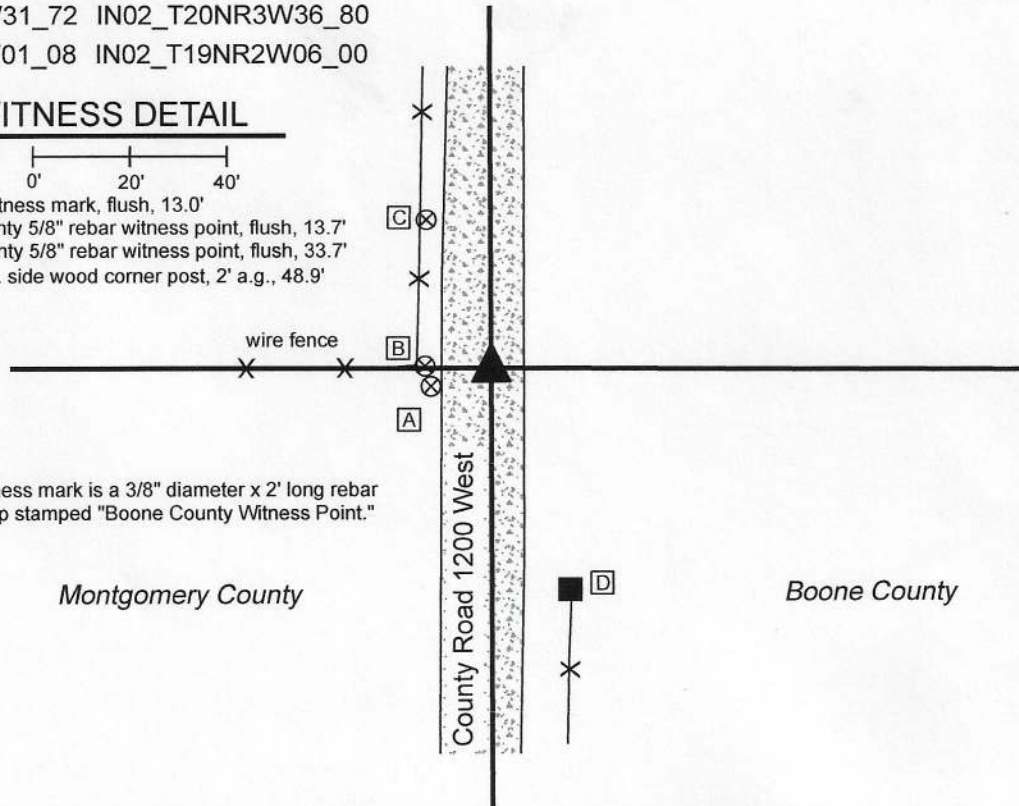 /31_72 IN02_T20NR3W36_80
/01_08 IN02_T19NR2W06_00
WITNESS DETAIL
0' 20' 40'
tness mark, flush, 13.0'
nty 5/8" rebar witness point, flush, 13.7'
nty 5/8" rebar witness point, flush, 33.7'
. side wood corner post, 2' a.g., 48.9'
C
wire fence
B
A
ness mark is a 3/8" diameter x 2' long rebar
p stamped "Boone County Witness Point."
County Road 1200 West
D
Montgomery County
Boone County